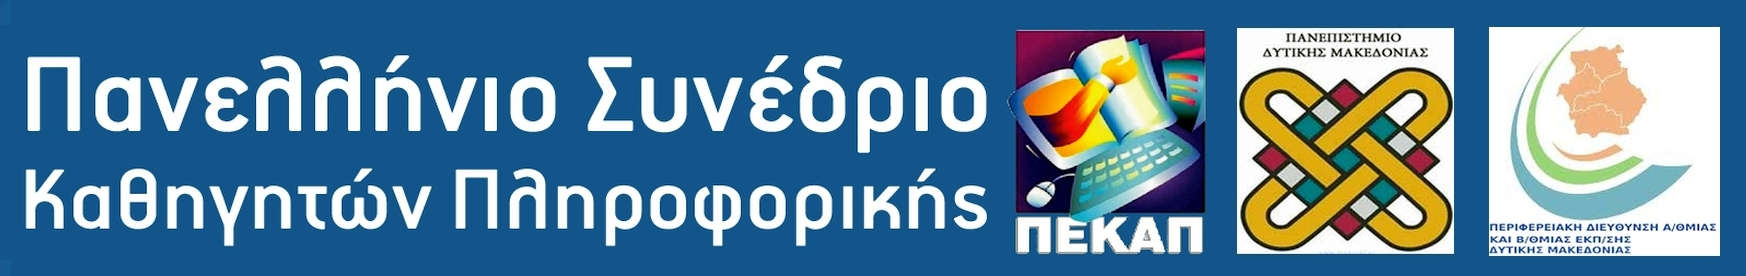 Πανελλήνιο Συνέδριο
Καθηγητών Πληροφορικής
ΠΕΚΑΠ
ΠΑΝΕΠΙΣΤΗΜΙΟ
ΔΥΤΙΚΗΣ ΜΑΚΕΔΟΝΙΑΣ
ΠΕΡΙΦΕΡΕΙΑΚΗ ΔΙΕΥΘΥΝΣΗ Α/ΘΜΙΑΣ
ΚΑΙ Β/ΘΜΙΑΣ ΕΚΠ/ΣΗΣ
ΔΥΤΙΚΗΣ ΜΑΚΕΔΟΝΙΑΣ